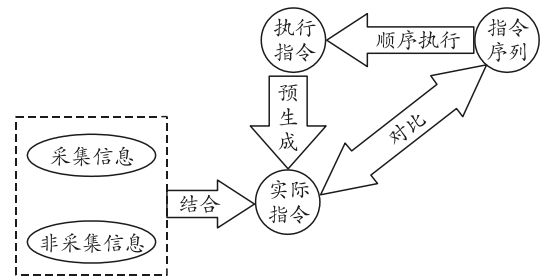 执行
指令
顺序执行
指令
序列
预
生
成
对比
采集信息
结合
实际
指令
非采集信息